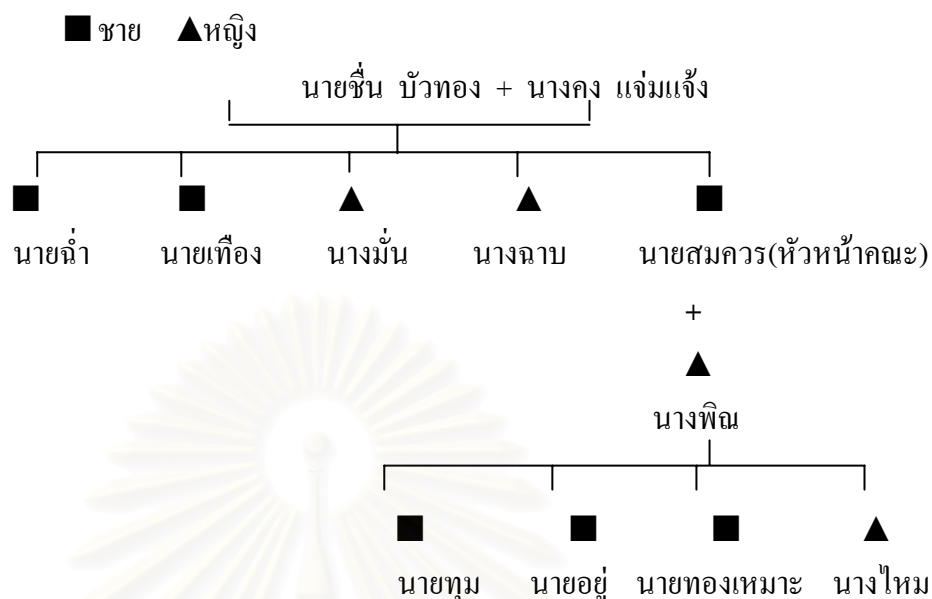 ■ ชาย ▲หญิง
นายชื่น บัวทอง + นางคง แจ่มแจ้ง
นายฉ่ำ นายเทือง นางมั่น นางฉาบ นายสมควร(หัวหน้าคณะ)
+
นางพิณ
นายทุม นายอยู่ นายทองเหมาะ นางไหม